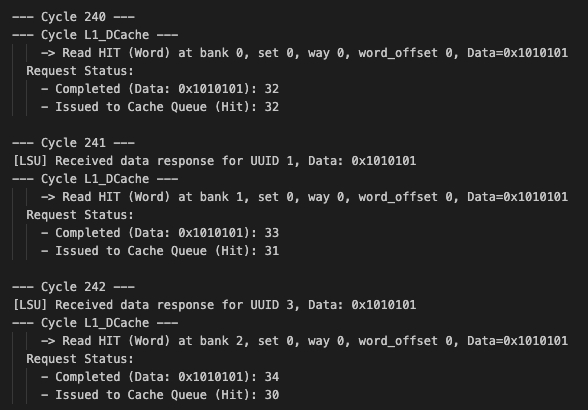 --- Cycle 240 ---
--- Cycle L1_DCache ---
-> Read HIT (Word) at bank 0, set 0, way 0, word_offset 0, Data=0x1010101
Request Status:
- Completed (Data: 0x1010101): 32
- Issued to Cache Queue (Hit): 32
--- Cycle 241 ---
[LSU] Received data response for UUID 1, Data: 0x1010101
--- Cycle L1_DCache ---
-> Read HIT (Word) at bank 1, set 0, way 0, word_offset 0, Data=0x1010101
Request Status:
- Completed (Data: 0x1010101): 33
- Issued to Cache Queue (Hit): 31
--- Cycle 242 ---
[LSU] Received data response for UUID 3, Data: 0x1010101
--- Cycle L1_DCache ---
-> Read HIT (Word) at bank 2, set 0, way 0, word_offset 0, Data=0x1010101
Request Status:
- Completed (Data: 0x1010101): 34
- Issued to Cache Queue (Hit): 30